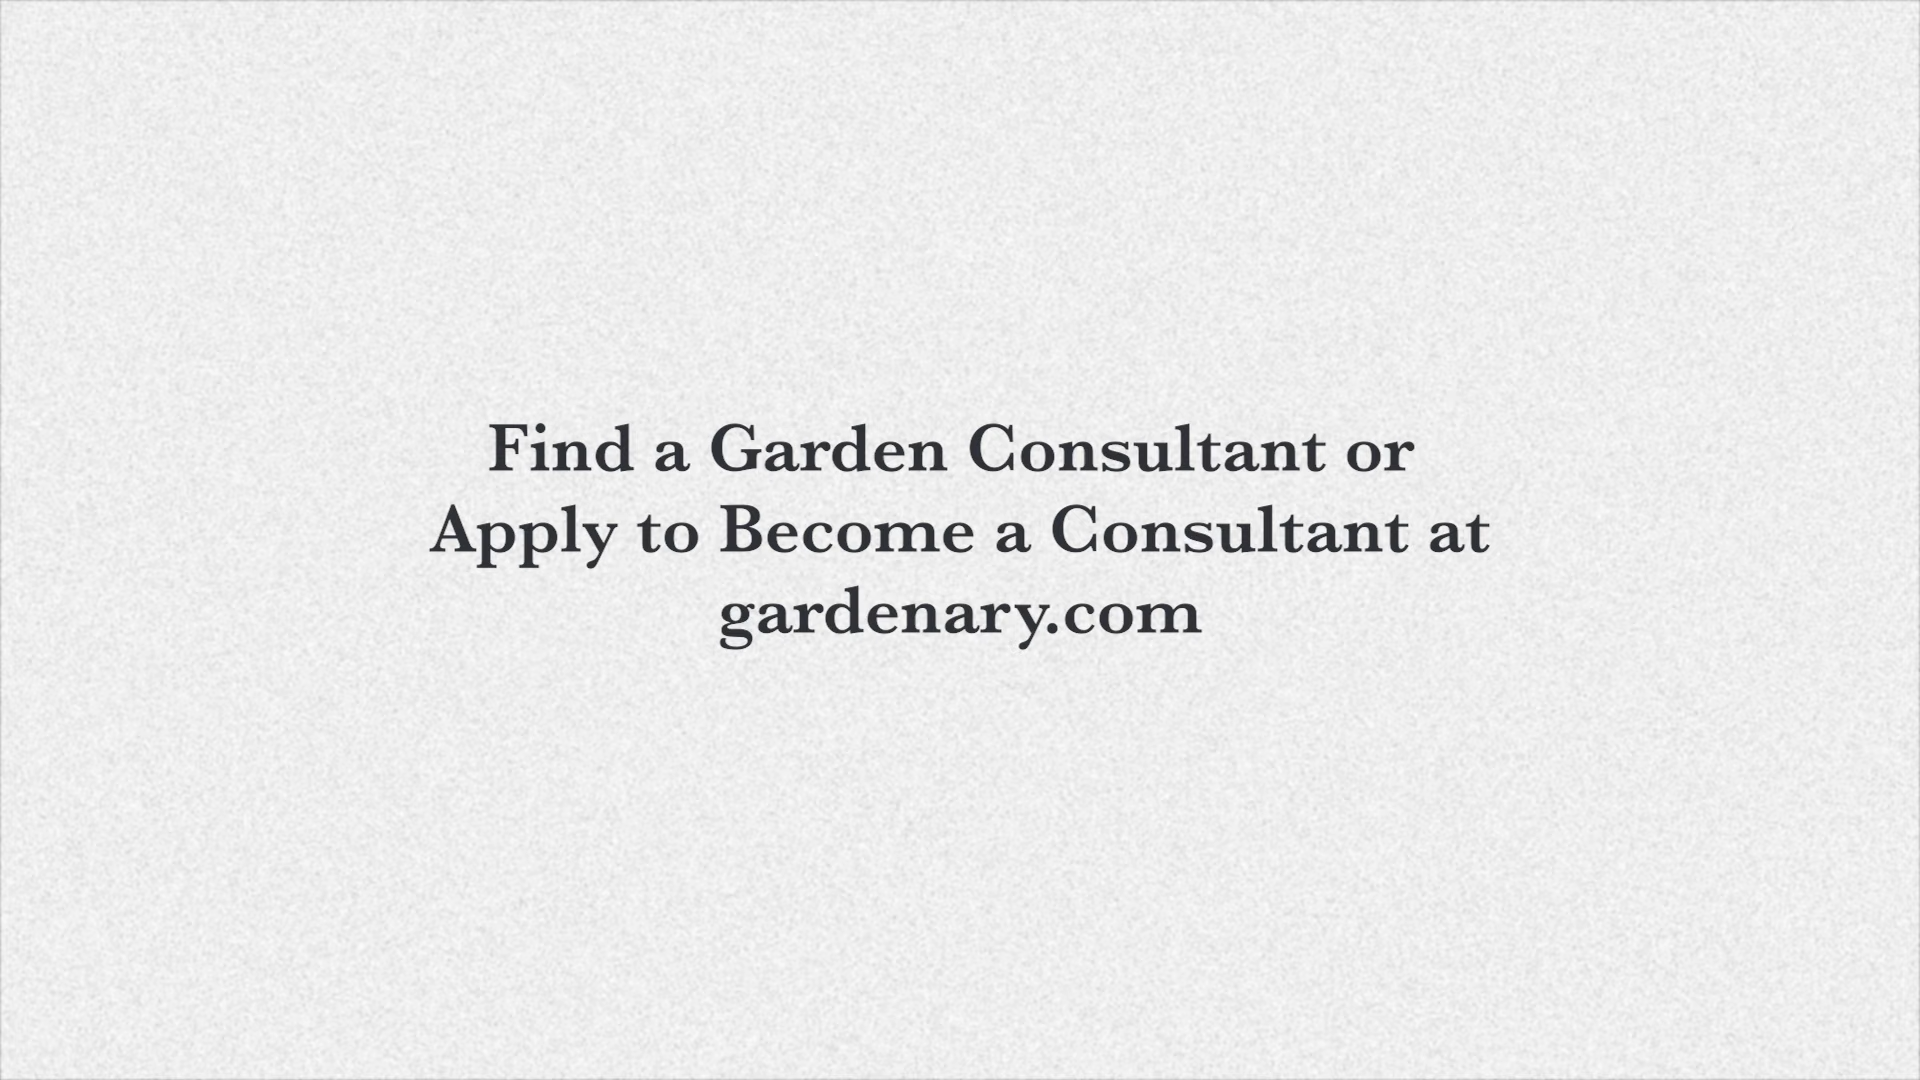 Find a Garden Consultant or
Apply to Become a Consultant at
gardenary.com